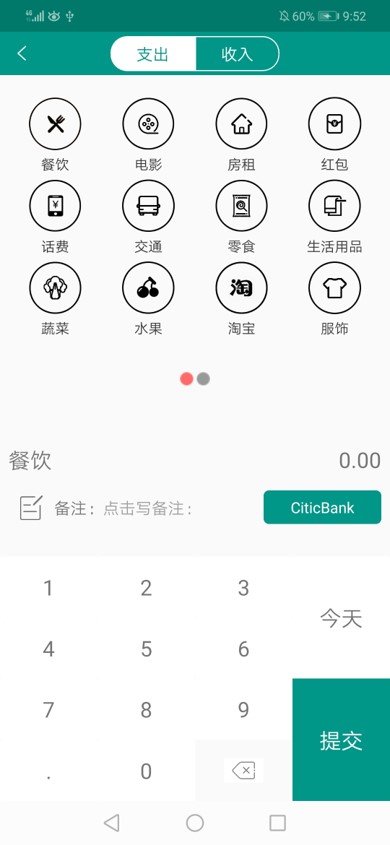 4G 60% 9:52
支出 收入
餐饮 电影 房租 红包
话费 交通 零食 生活用品
蔬菜 水果 淘宝 服饰
餐饮 0.00
备注： 点击写备注： CiticBank
1 2 3
今天
4 5 6
7 8 9
提交
. 0